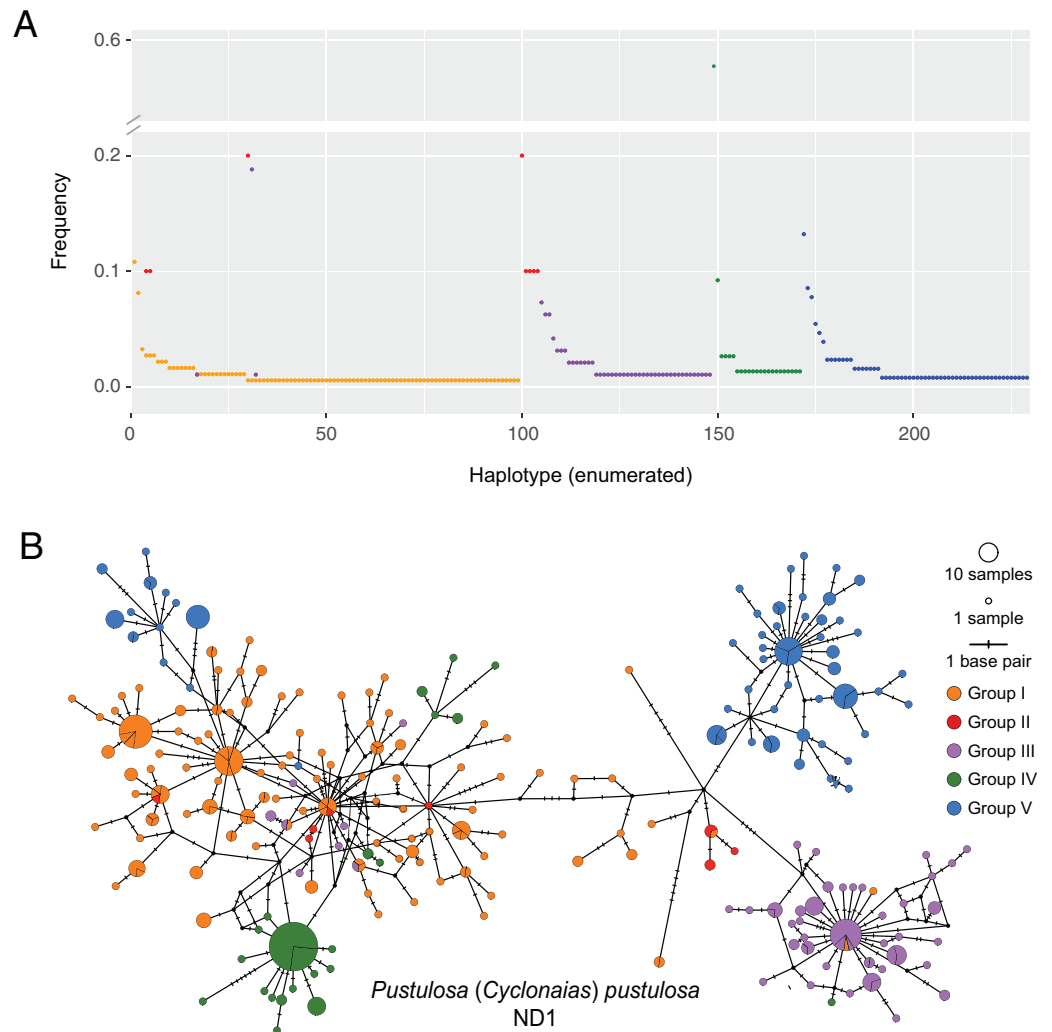 A
0.6
0.2
0.1
0.0
Frequency
0
50
100
150
200
Haplotype (enumerated)
B
10 samples
1 sample
1 base pair
Group I
Group II
Group III
Group IV
Group V
Pustulosa (Cyclonaias) pustulosa
ND1